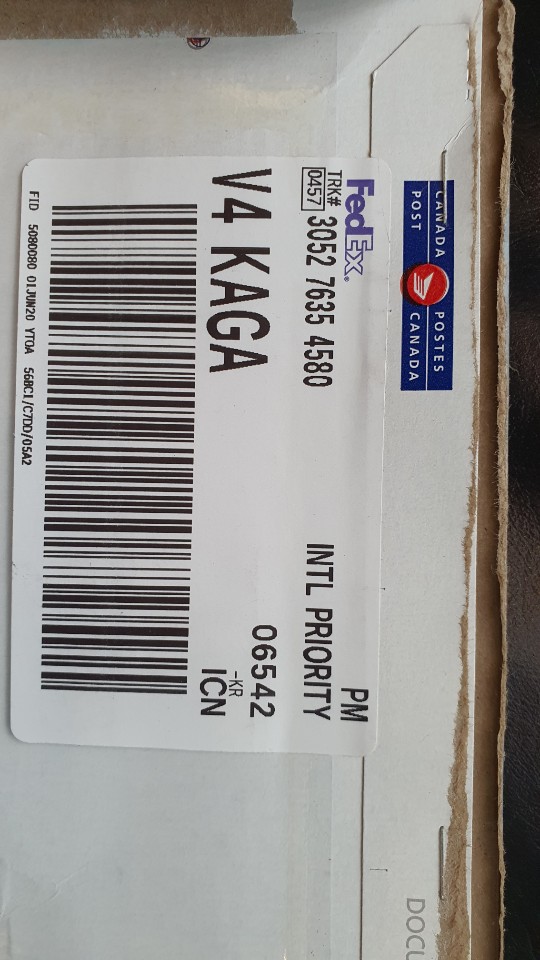 CANADA POSTES
POST CANADA
FedEx®
TRK# 3052 7635 4580
0457
PM
INTL PRIORITY
V4 KAGA
06542
-KR
ICN
FID 5080080 01JUN20 YTOA 56BC1/C7DD/05A2
DOCU